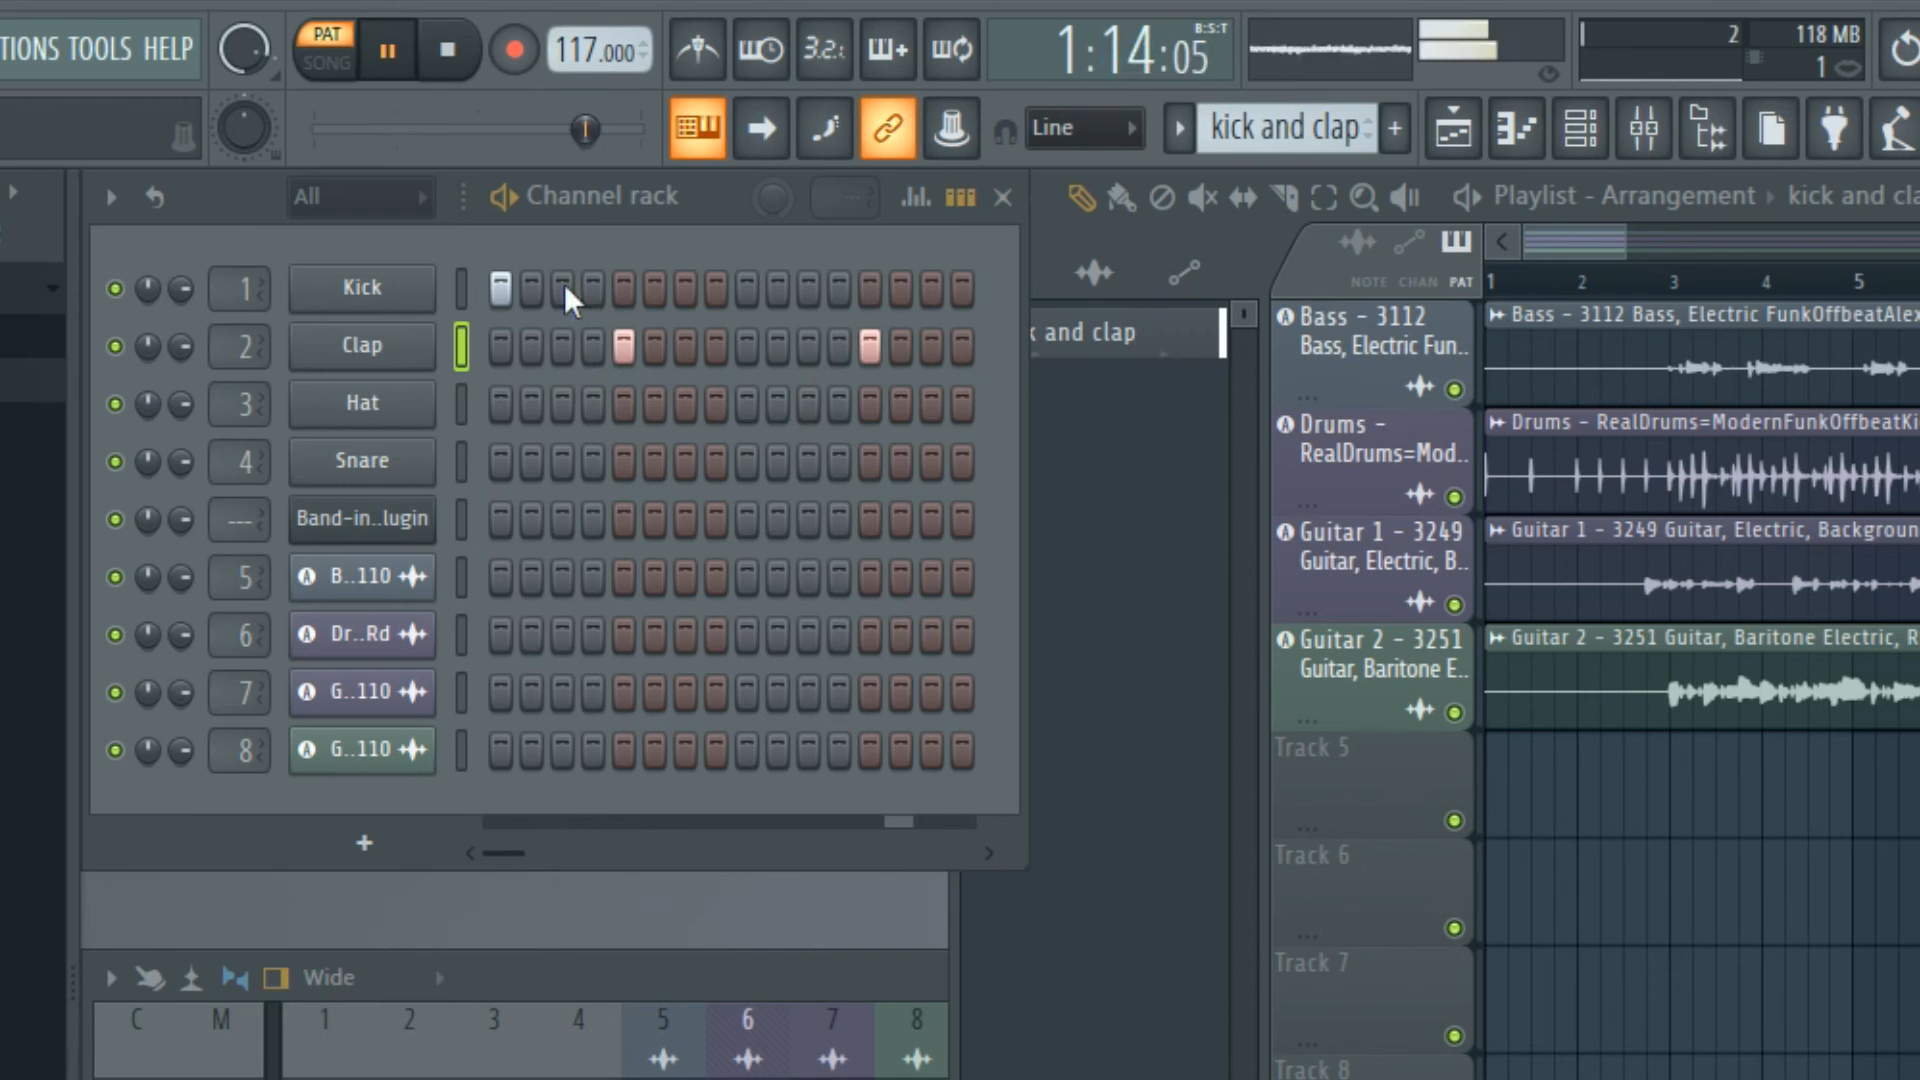 TIONS TOOLS HELP
PAT
SONG
117.000
3.2.:
B:S:T
1:14:05
2
118 MB
1
Line
kick and clap
+
All
Channel rack
Playlist - Arrangement
kick and cla
NOTE CHAN PAT
1 2 3 4 5
k and clap
1 Kick
2 Clap
3 Hat
4 Snare
--- Band-in..lugin
5 B..110
6 Dr..Rd
7 G..110
8 G..110
+
Bass - 3112
Bass, Electric Fun..
Bass - 3112 Bass, Electric FunkOffbeatAlex
Drums -
RealDrums=Mod..
Drums - RealDrums=ModernFunkOffbeatKi
Guitar 1 - 3249
Guitar, Electric, B..
Guitar 1 - 3249 Guitar, Electric, Backgroun
Guitar 2 - 3251
Guitar, Baritone E..
Guitar 2 - 3251 Guitar, Baritone Electric, R
Track 5
Track 6
Track 7
Track 8
Wide
C M 1 2 3 4 5 6 7 8